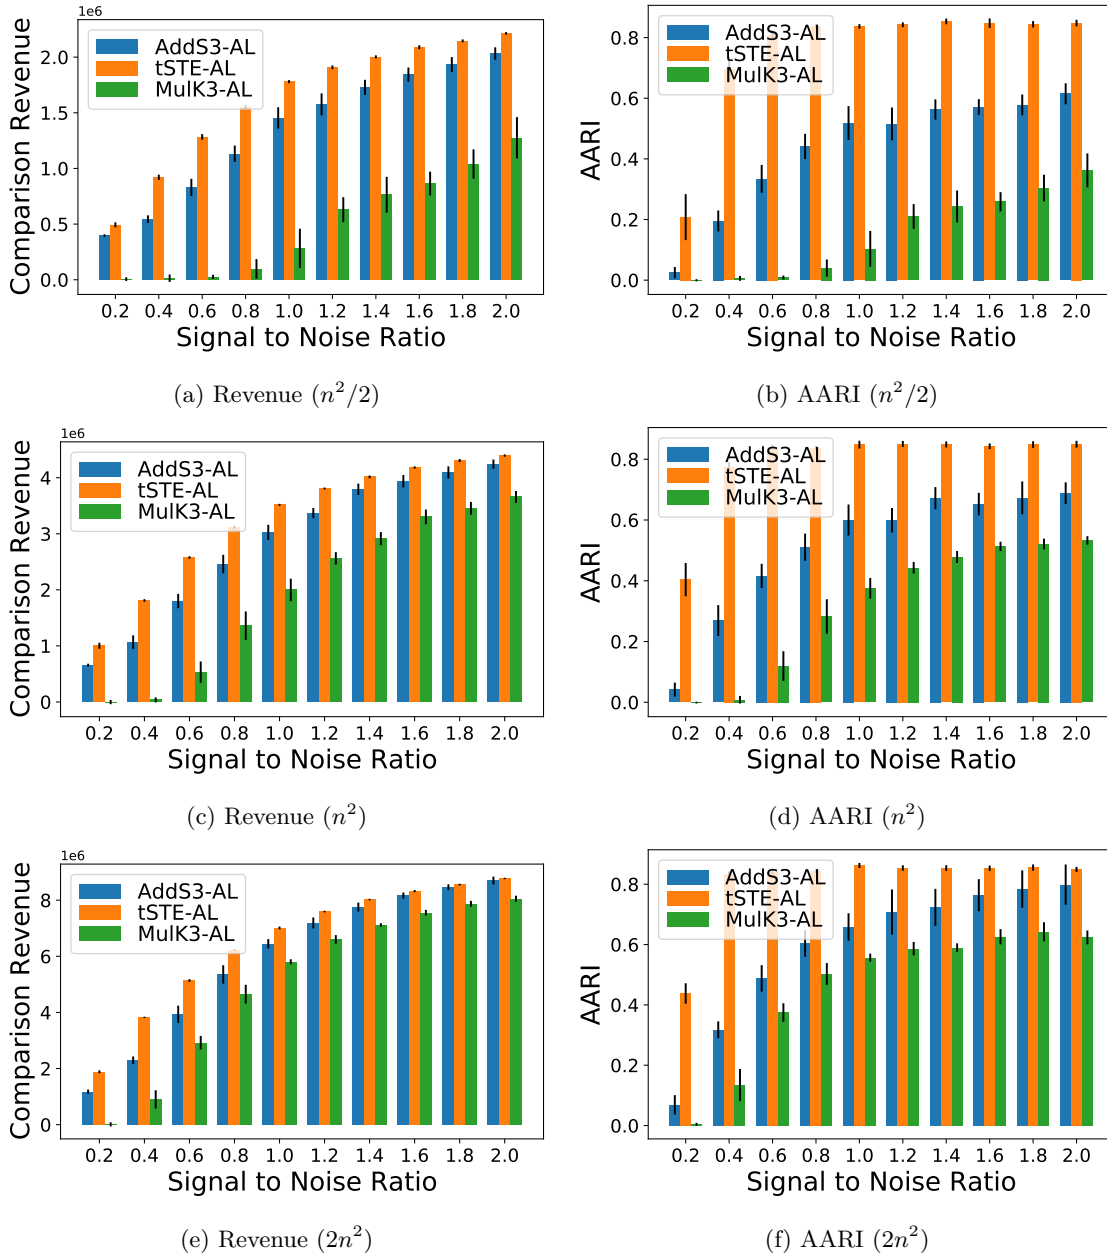 1e6
Comparison Revenue
2.0
1.5
1.0
0.5
0.0
AddS3-AL
tSTE-AL
MulK3-AL
0.2 0.4 0.6 0.8 1.0 1.2 1.4 1.6 1.8 2.0
Signal to Noise Ratio
(a) Revenue (n²/2)
AARI
0.8
0.6
0.4
0.2
0.0
AddS3-AL
tSTE-AL
MulK3-AL
0.2 0.4 0.6 0.8 1.0 1.2 1.4 1.6 1.8 2.0
Signal to Noise Ratio
(b) AARI (n²/2)
1e6
Comparison Revenue
4
3
2
1
0
AddS3-AL
tSTE-AL
MulK3-AL
0.2 0.4 0.6 0.8 1.0 1.2 1.4 1.6 1.8 2.0
Signal to Noise Ratio
(c) Revenue (n²)
AARI
0.8
0.6
0.4
0.2
0.0
AddS3-AL
tSTE-AL
MulK3-AL
0.2 0.4 0.6 0.8 1.0 1.2 1.4 1.6 1.8 2.0
Signal to Noise Ratio
(d) AARI (n²)
1e6
Comparison Revenue
8
6
4
2
0
AddS3-AL
tSTE-AL
MulK3-AL
0.2 0.4 0.6 0.8 1.0 1.2 1.4 1.6 1.8 2.0
Signal to Noise Ratio
(e) Revenue (2n²)
AARI
0.8
0.6
0.4
0.2
0.0
AddS3-AL
tSTE-AL
MulK3-AL
0.2 0.4 0.6 0.8 1.0 1.2 1.4 1.6 1.8 2.0
Signal to Noise Ratio
(f) AARI (2n²)